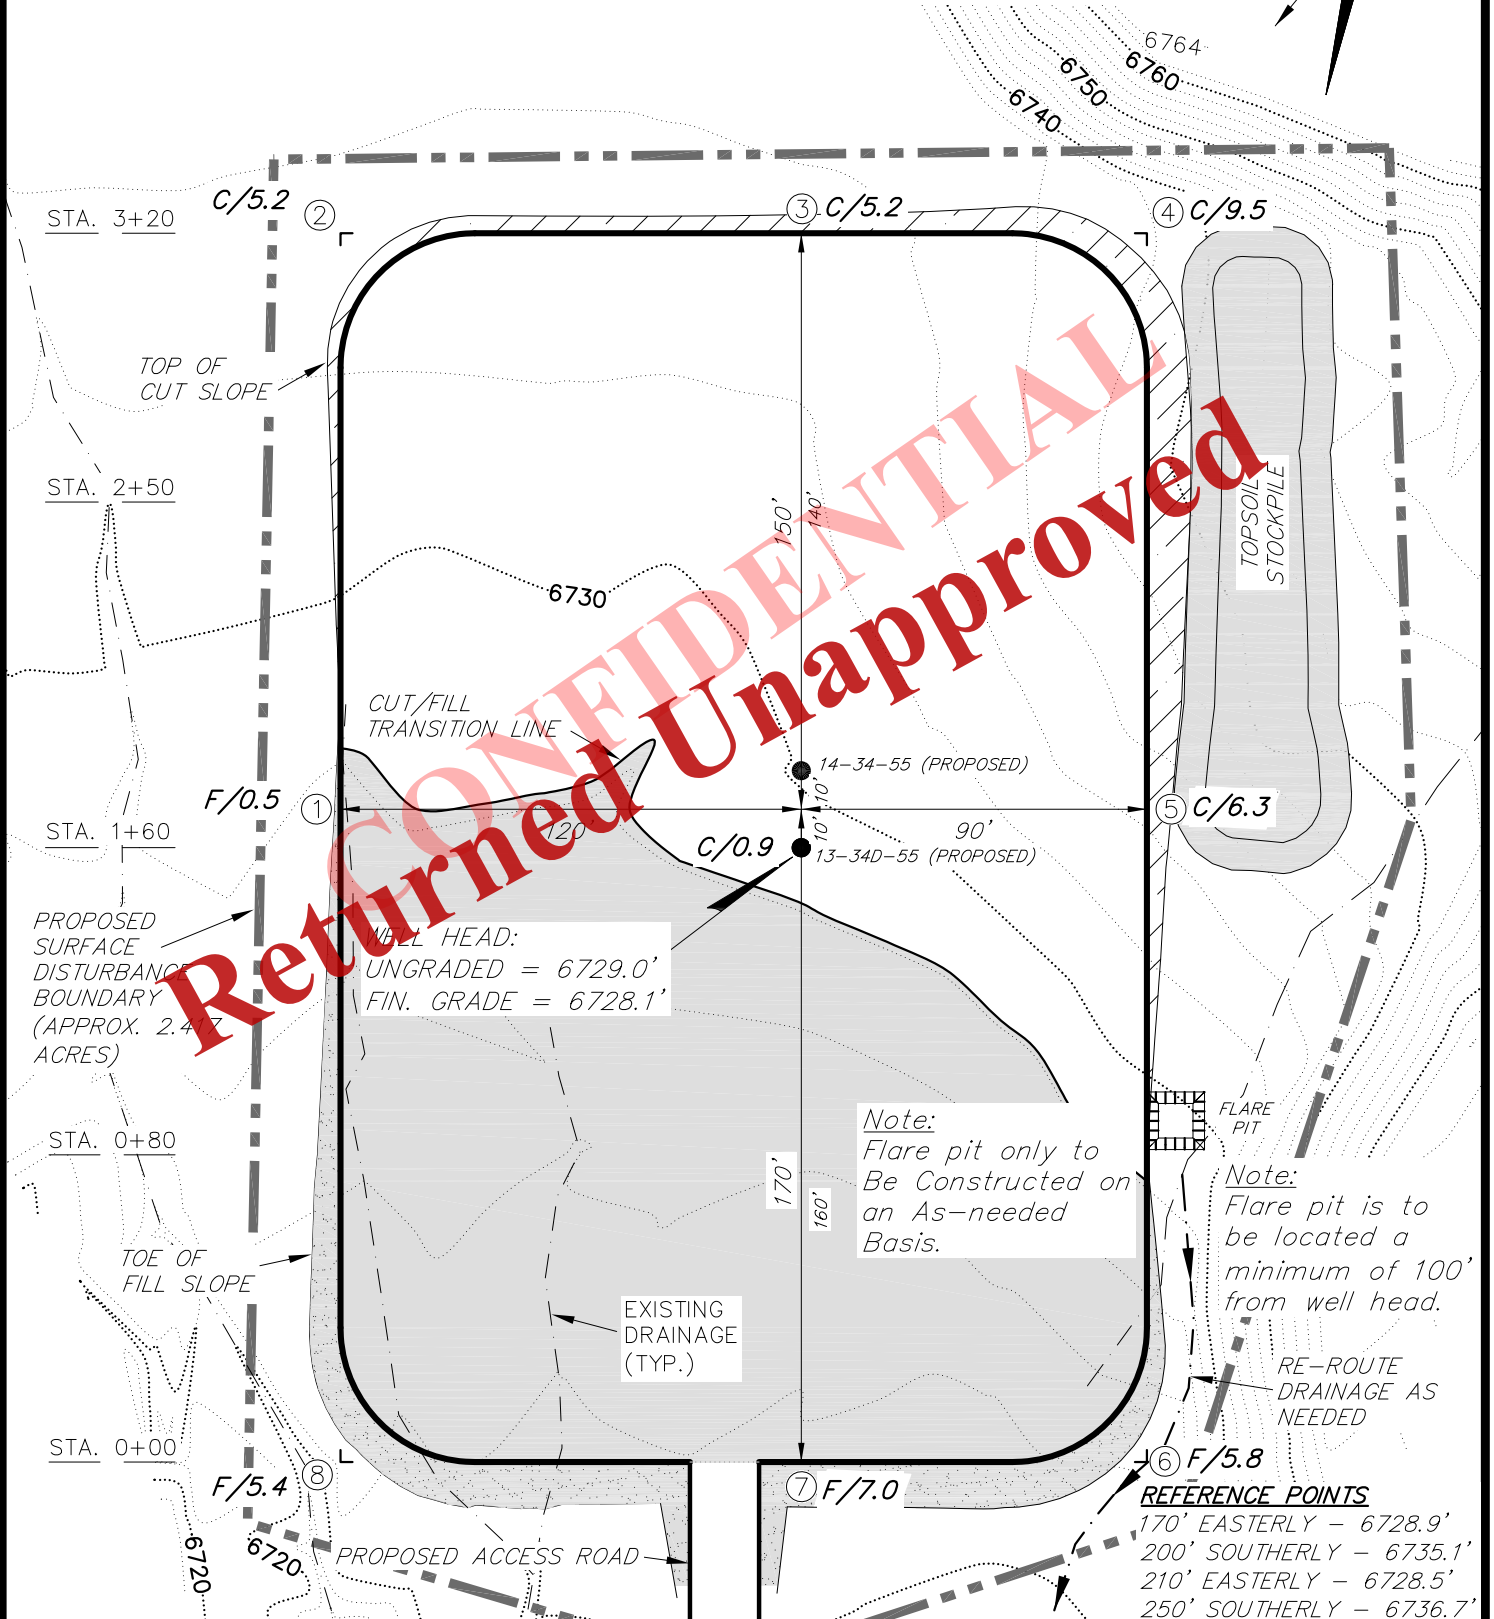 6764
6760
6750
6740
C/5.2
2
3
C/5.2
4
C/9.5
STA. 3+20
TOP OF
CUT SLOPE
STA. 2+50
TOPSOIL
STOCKPILE
150'
140'
6730
CONFIDENTIAL
Returned Unapproved
CUT/FILL
TRANSITION LINE
14-34-55 (PROPOSED)
F/0.5
1
10'
5
C/6.3
STA. 1+60
120'
10'
90'
C/0.9
13-34D-55 (PROPOSED)
PROPOSED
SURFACE
DISTURBANCE
BOUNDARY
(APPROX. 2.417
ACRES)
WELL HEAD:
UNGRADED = 6729.0'
FIN. GRADE = 6728.1'
STA. 0+80
FLARE
PIT
Note:
Flare pit only to
Be Constructed on
an As-needed
Basis.
170'
160'
Note:
Flare pit is to
be located a
minimum of 100'
from well head.
TOE OF
FILL SLOPE
EXISTING
DRAINAGE
(TYP.)
RE-ROUTE
DRAINAGE AS
NEEDED
STA. 0+00
8
F/5.4
7
F/7.0
6
F/5.8
REFERENCE POINTS
170' EASTERLY - 6728.9'
200' SOUTHERLY - 6735.1'
210' EASTERLY - 6728.5'
250' SOUTHERLY - 6736.7'
6720
6720
PROPOSED ACCESS ROAD